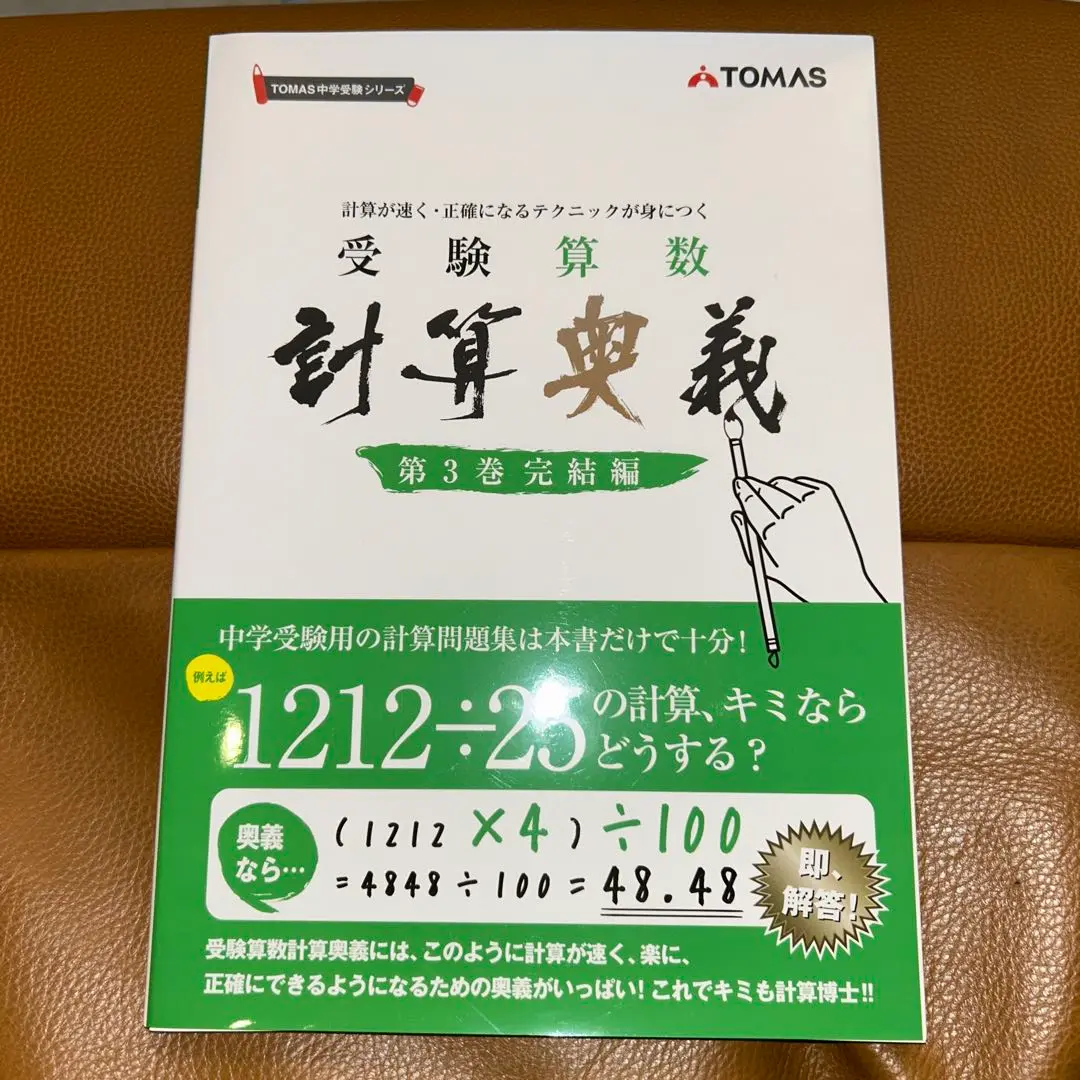 TOMAS中学受験シリーズ
TOMAS
計算が速く・正確になるテクニックが身につく
受験算数
計算奥義
第3巻 完結編
中学受験用の計算問題集は本書だけで十分!
例えば
1212÷25の計算、キミなら
どうする?
奥義
なら…
(1212 ×4) ÷100
=4848÷100=48.48
即、
解答!
受験算数計算奥義には、このように計算が速く、楽に、
正確にできるようになるための奥義がいっぱい! これでキミも計算博士!!